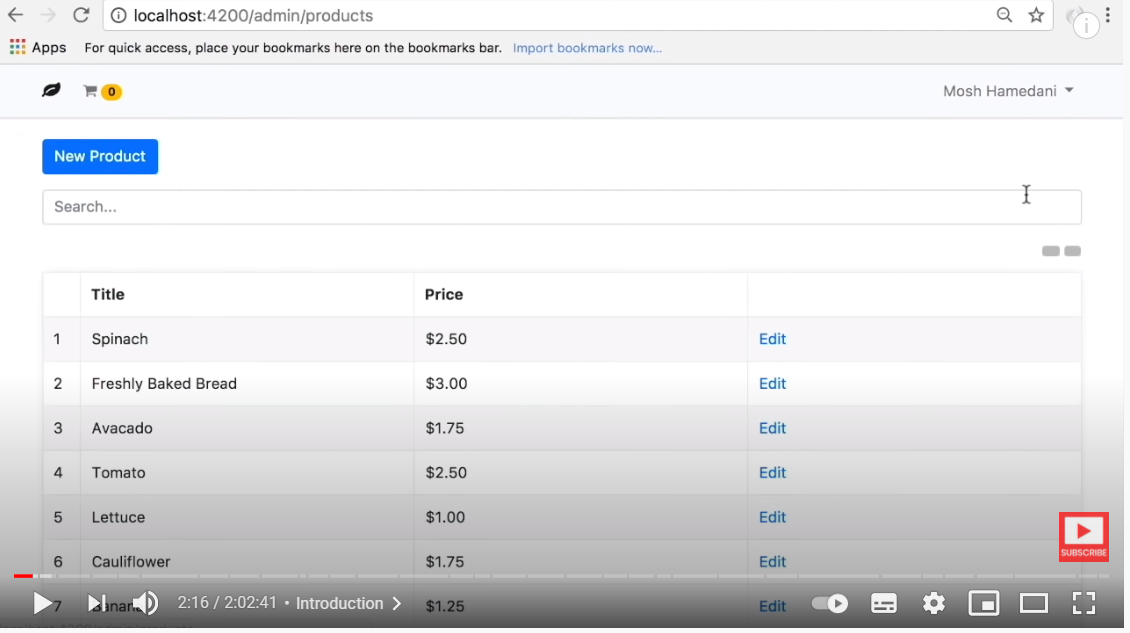 localhost:4200/admin/products
Apps For quick access, place your bookmarks here on the bookmarks bar. Import bookmarks now...
0 Mosh Hamedani
New Product
Search...
Title Price
1 Spinach $2.50 Edit
2 Freshly Baked Bread $3.00 Edit
3 Avacado $1.75 Edit
4 Tomato $2.50 Edit
5 Lettuce $1.00 Edit
SUBSCRIBE
6 Cauliflower $1.75 Edit
7 Banana $1.25 Edit
2:16 / 2:02:41 • Introduction